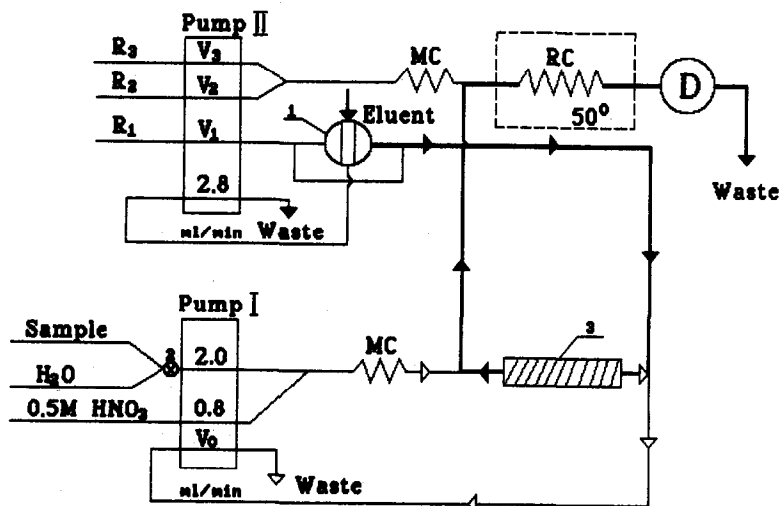 Pump II
R3 V3
MC
RC
R2 V2
D
1 Eluent
R1 V1
50°
2.8
Waste
ml/min Waste
Pump I
Sample
2 2.0
MC
3
H2O
0.5M HNO3 0.8
V0
Waste
ml/min